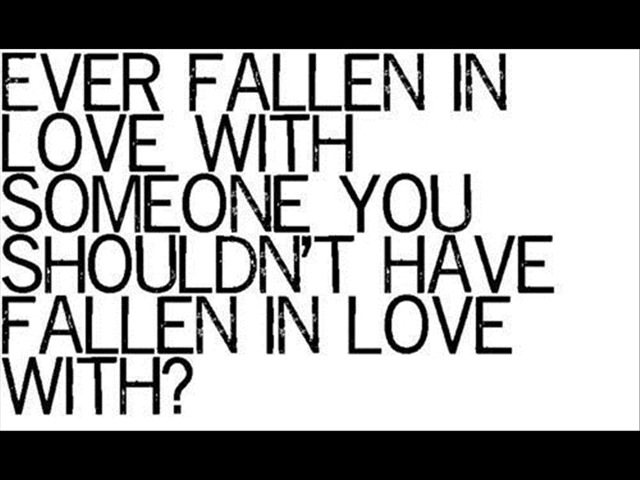 EVER FALLEN IN
LOVE WITH
SOMEONE YOU
SHOULDN'T HAVE
FALLEN IN LOVE
WITH?